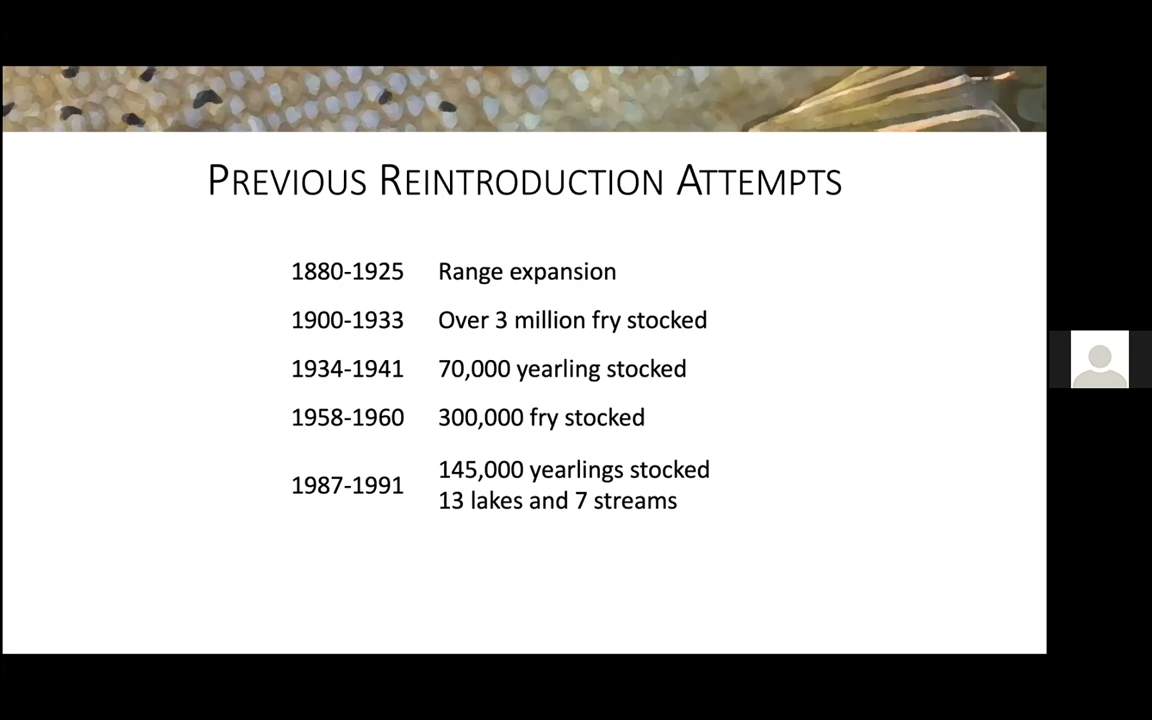 Previous Reintroduction Attempts
1880-1925 Range expansion
1900-1933 Over 3 million fry stocked
1934-1941 70,000 yearling stocked
1958-1960 300,000 fry stocked
1987-1991 145,000 yearlings stocked
13 lakes and 7 streams